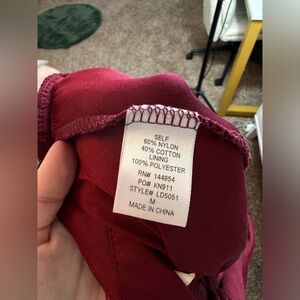 SELF
60% NYLON
40% COTTON
LINING
100% POLYESTER
RN# 144954
PO# KN911
STYLE# LD5051
M
MADE IN CHINA